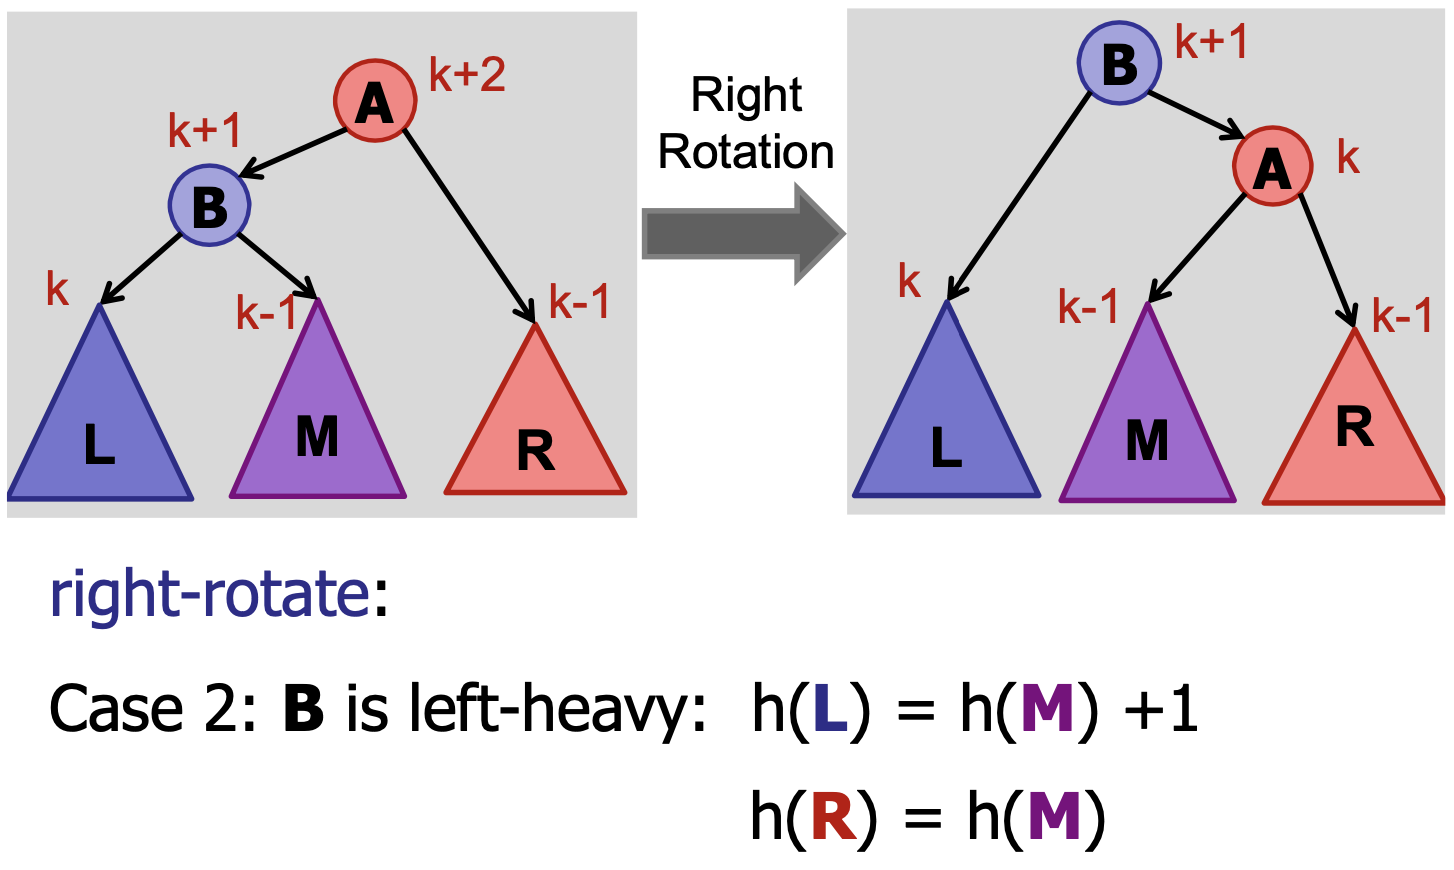 A
k+2
k+1
B
k
k-1
k-1
L
M
R
Right
Rotation
B
k+1
A
k
k
k-1
k-1
L
M
R
right-rotate:
Case 2: B is left-heavy: h(L) = h(M) +1
h(R) = h(M)